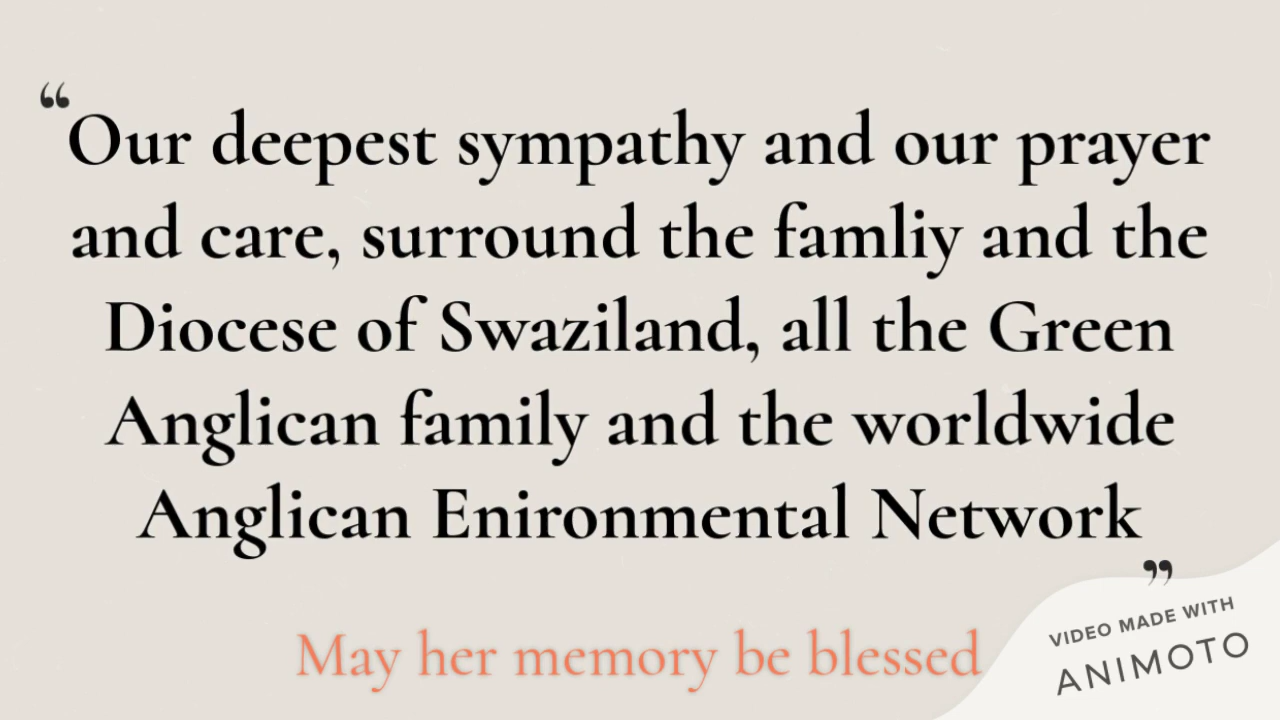 “Our deepest sympathy and our prayer
and care, surround the famliy and the
Diocese of Swaziland, all the Green
Anglican family and the worldwide
Anglican Enironmental Network”
May her memory be blessed
VIDEO MADE WITH
ANIMOTO